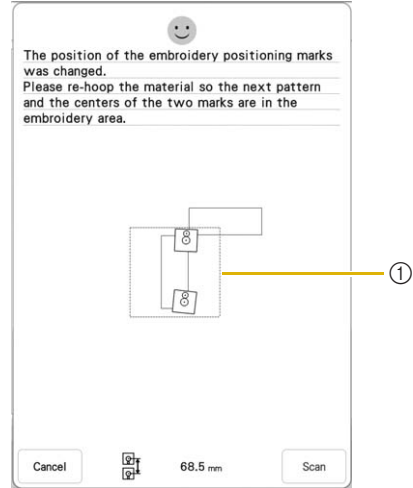 The position of the embroidery positioning marks
was changed.
Please re-hoop the material so the next pattern
and the centers of the two marks are in the
embroidery area.
①
Cancel
68.5 mm
Scan